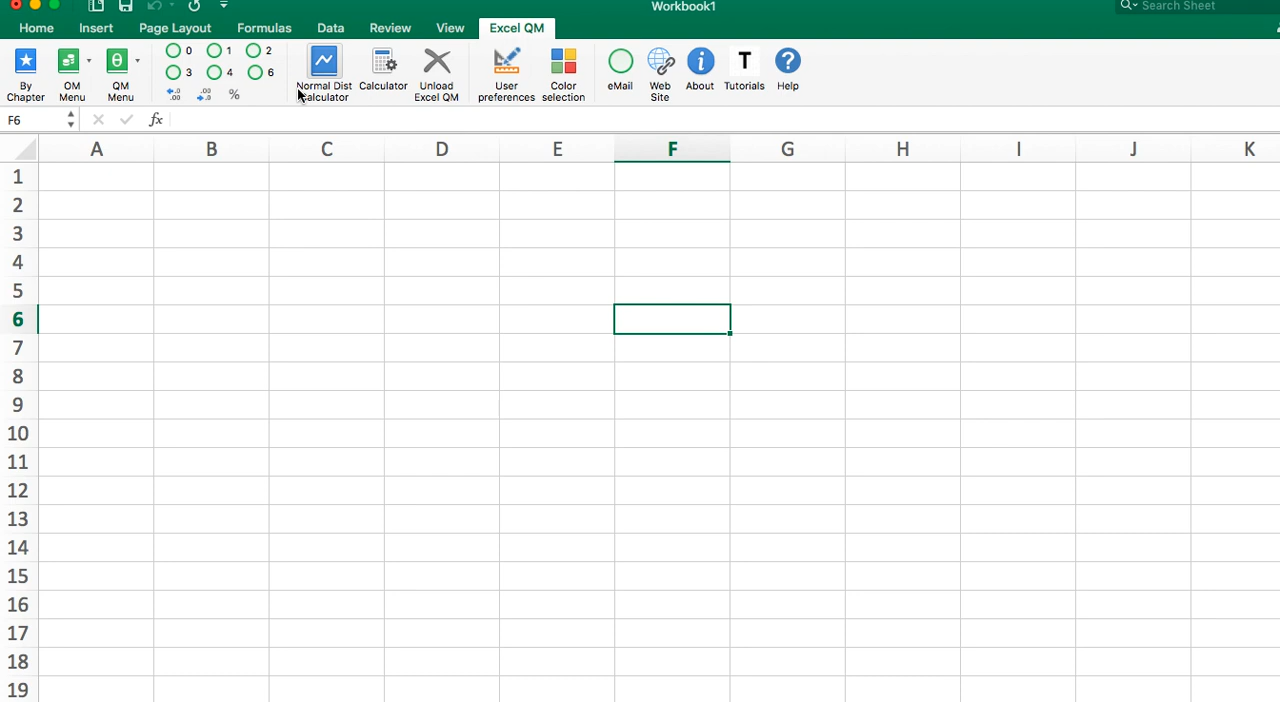 Workbook1
Search Sheet
Home Insert Page Layout Formulas Data Review View Excel QM
0 1 2
3 4 6
By Chapter
OM Menu
QM Menu
Normal Dist Calculator
Calculator
Unload Excel QM
User preferences
Color selection
eMail
Web Site
About
T
Tutorials
?
Help
.00
.00
%
F6
fx
A B C D E F G H I J K
1
2
3
4
5
6
7
8
9
10
11
12
13
14
15
16
17
18
19